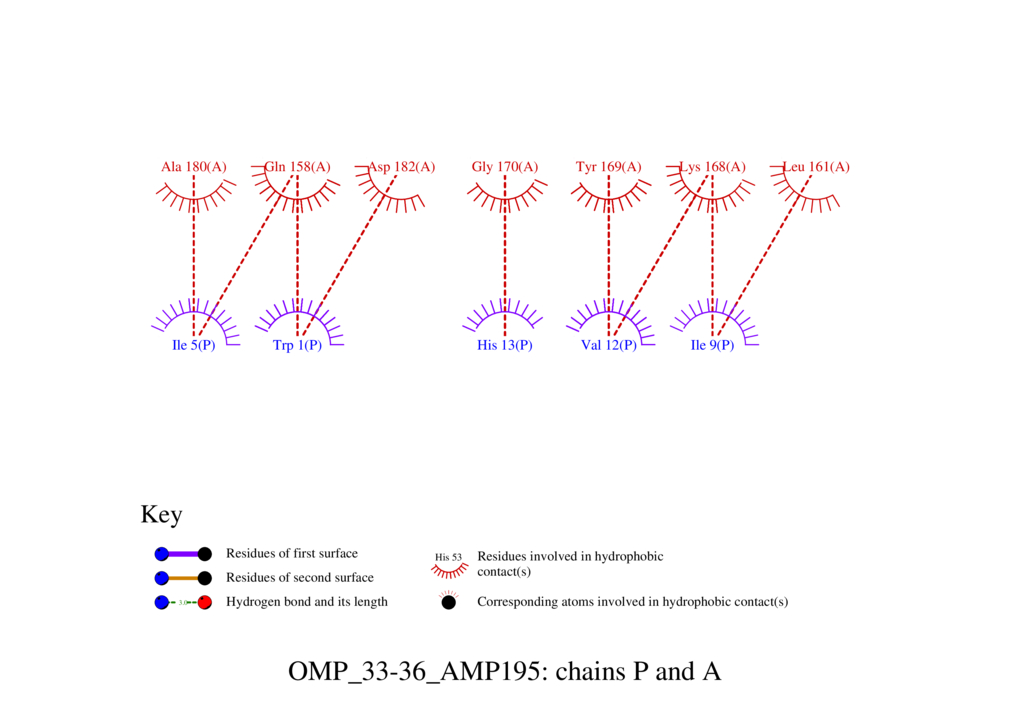 Ala 180(A) Gln 158(A) Asp 182(A) Gly 170(A) Tyr 169(A) Lys 168(A) Leu 161(A)
Ile 5(P) Trp 1(P) His 13(P) Val 12(P) Ile 9(P)
Key
Residues of first surface
Residues of second surface
3.0
Hydrogen bond and its length
His 53
Residues involved in hydrophobic
contact(s)
Corresponding atoms involved in hydrophobic contact(s)
OMP_33-36_AMP195: chains P and A